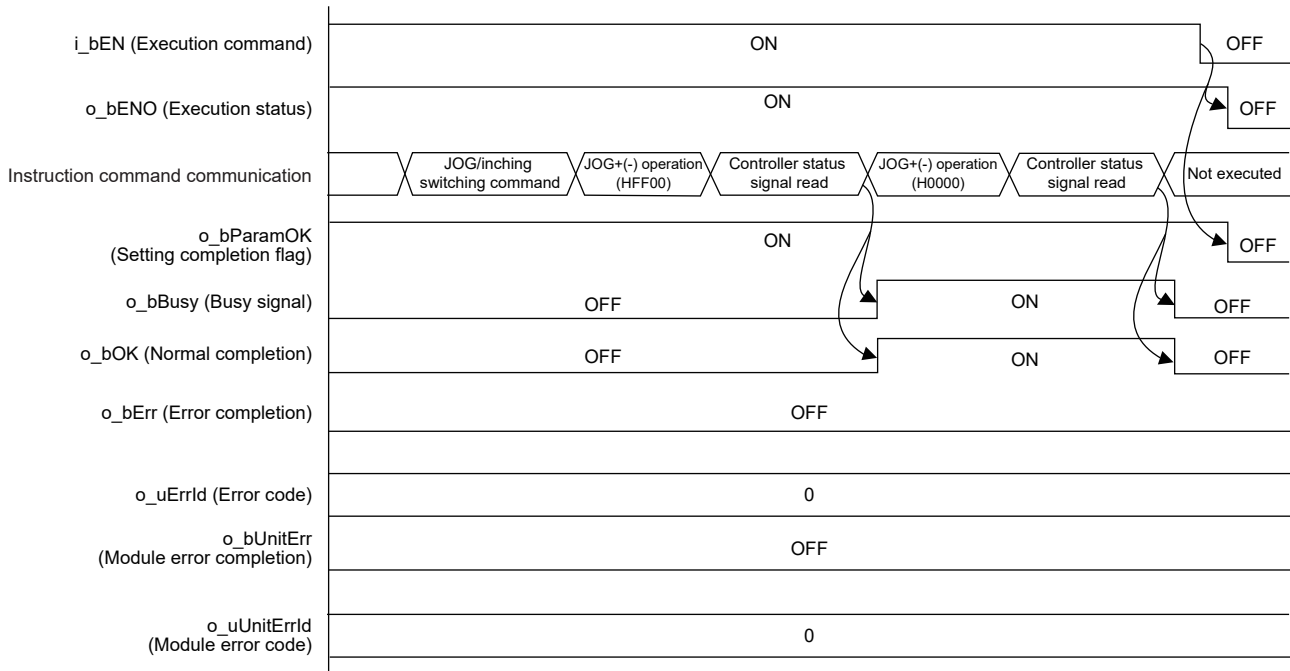 i_bEN (Execution command)
ON
OFF
o_bENO (Execution status)
ON
OFF
Instruction command communication
JOG/inching
switching command
JOG+(-) operation
(HFF00)
Controller status
signal read
JOG+(-) operation
(H0000)
Controller status
signal read
Not executed
o_bParamOK
(Setting completion flag)
ON
OFF
o_bBusy (Busy signal)
OFF
ON
OFF
o_bOK (Normal completion)
OFF
ON
OFF
o_bErr (Error completion)
OFF
o_uErrId (Error code)
0
o_bUnitErr
(Module error completion)
OFF
o_uUnitErrId
(Module error code)
0